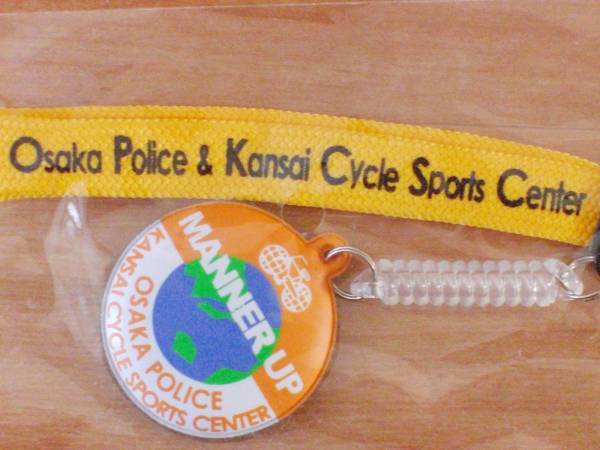 Osaka Police & Kansai Cycle Sports Center
MANNER UP
OSAKA POLICE
KANSAI CYCLE SPORTS CENTER